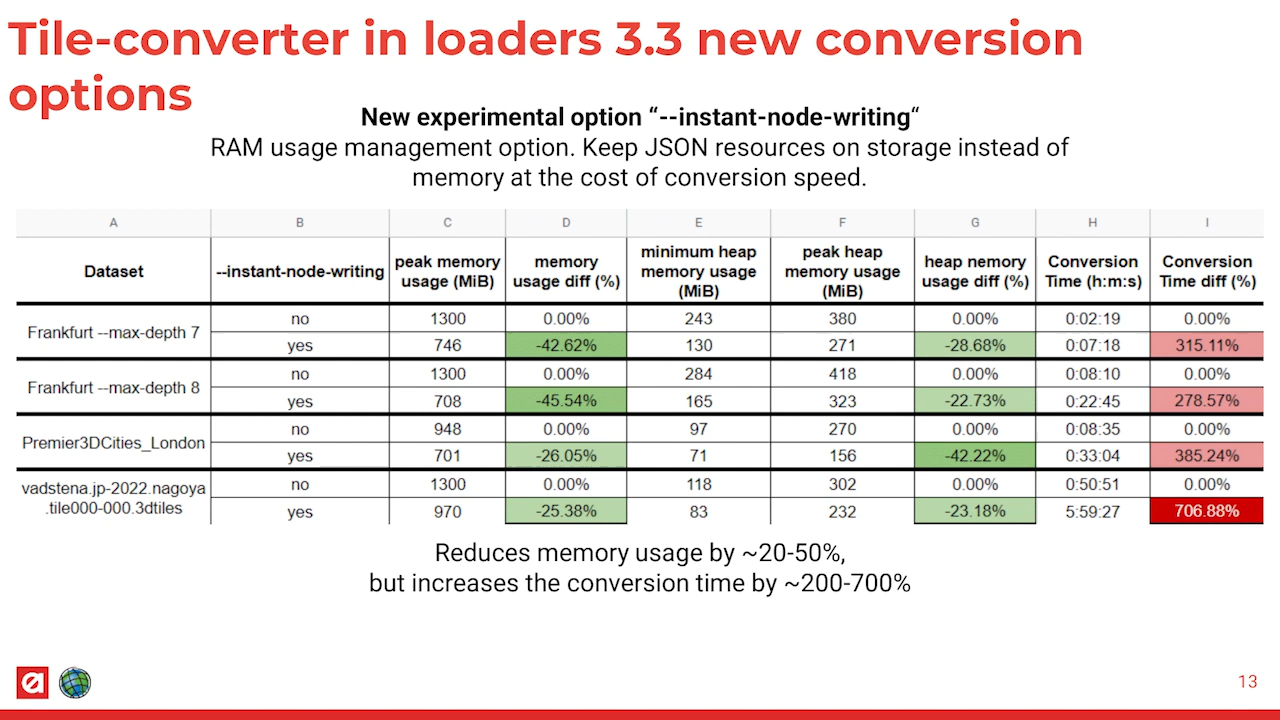 Tile-converter in loaders 3.3 new conversion
options
New experimental option “--instant-node-writing“
RAM usage management option. Keep JSON resources on storage instead of
memory at the cost of conversion speed.
A B C D E F G H I
Dataset --instant-node-writing peak memory usage (MiB) memory usage diff (%) minimum heap memory usage (MiB) peak heap memory usage (MiB) heap nemory usage diff (%) Conversion Time (h:m:s) Conversion Time diff (%)
Frankfurt --max-depth 7
no 1300 0.00% 243 380 0.00% 0:02:19 0.00%
yes 746 -42.62% 130 271 -28.68% 0:07:18 315.11%
Frankfurt --max-depth 8
no 1300 0.00% 284 418 0.00% 0:08:10 0.00%
yes 708 -45.54% 165 323 -22.73% 0:22:45 278.57%
Premier3DCities_London
no 948 0.00% 97 270 0.00% 0:08:35 0.00%
yes 701 -26.05% 71 156 -42.22% 0:33:04 385.24%
vadstena.jp-2022.nagoya
.tile000-000.3dtiles
no 1300 0.00% 118 302 0.00% 0:50:51 0.00%
yes 970 -25.38% 83 232 -23.18% 5:59:27 706.88%
Reduces memory usage by ~20-50%,
but increases the conversion time by ~200-700%
13